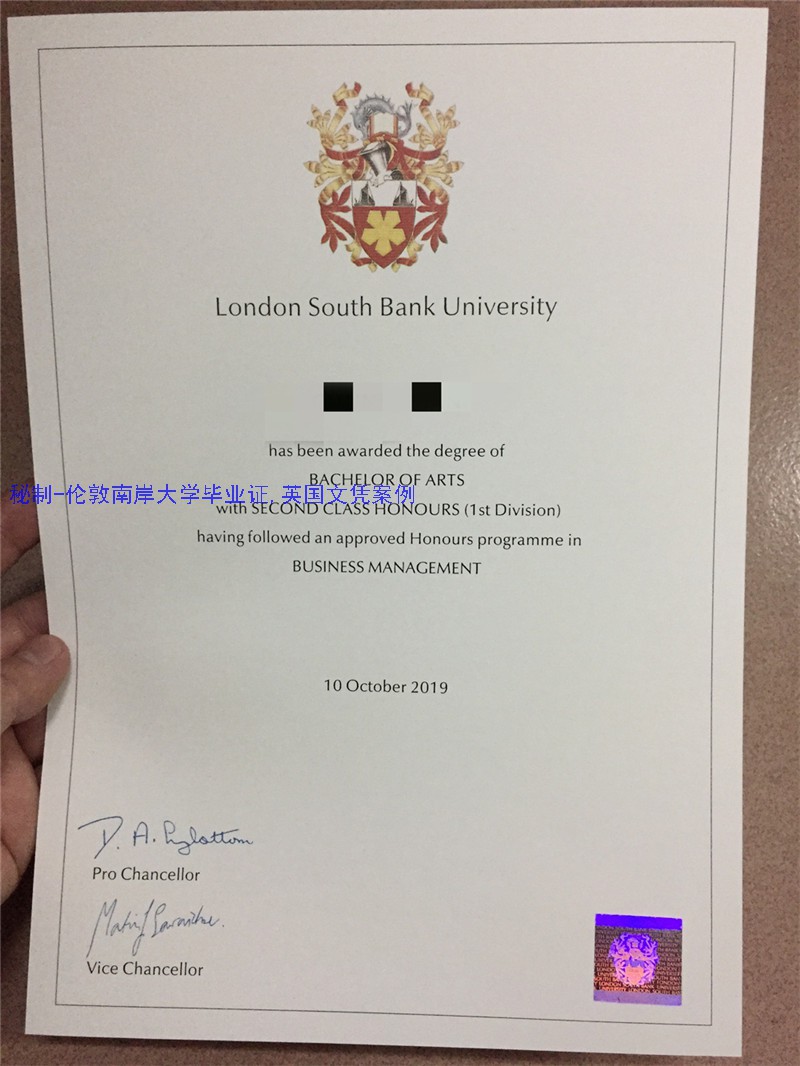 London South Bank University
has been awarded the degree of
BACHELOR OF ARTS
秘制-伦敦南岸大学毕业证,英国文凭案例
with SECOND CLASS HONOURS (1st Division)
having followed an approved Honours programme in
BUSINESS MANAGEMENT
10 October 2019
D. A.
Pro Chancellor
Vice Chancellor